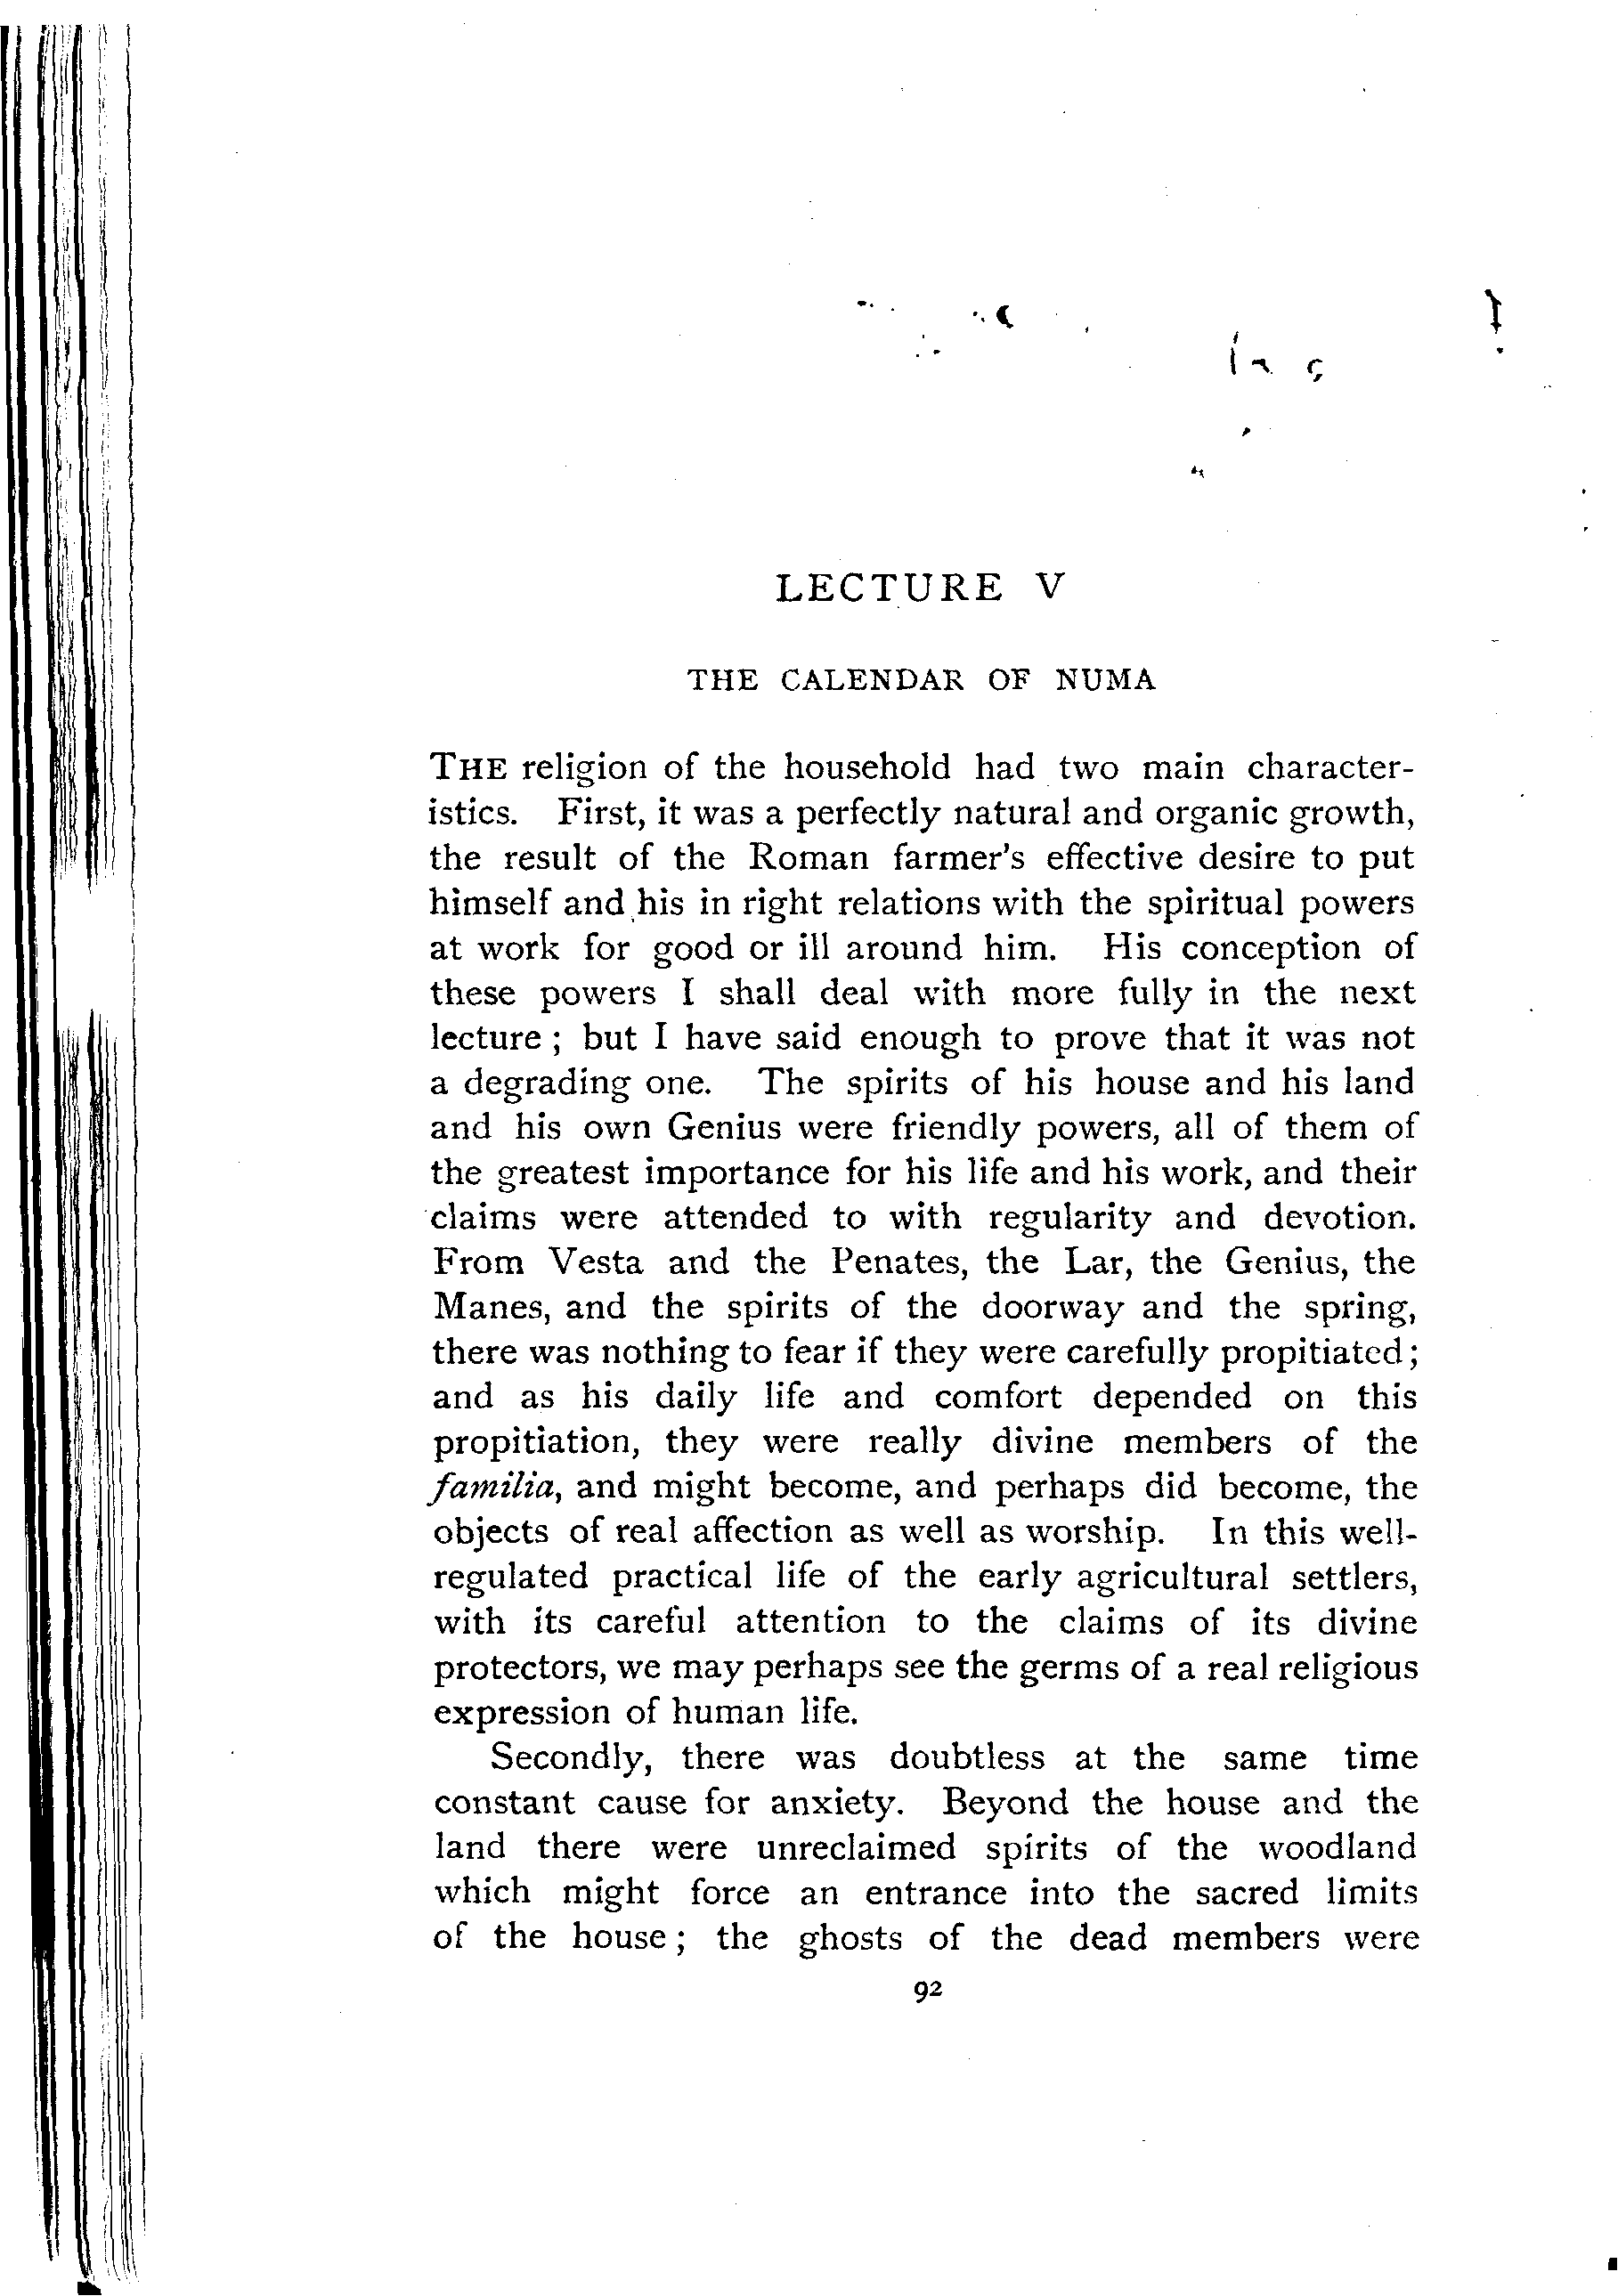 LECTURE V
THE CALENDAR OF NUMA
THE religion of the household had two main character-
istics. First, it was a perfectly natural and organic growth,
the result of the Roman farmer's effective desire to put
himself and his in right relations with the spiritual powers
at work for good or ill around him. His conception of
these powers I shall deal with more fully in the next
lecture ; but I have said enough to prove that it was not
a degrading one. The spirits of his house and his land
and his own Genius were friendly powers, all of them of
the greatest importance for his life and his work, and their
claims were attended to with regularity and devotion.
From Vesta and the Penates, the Lar, the Genius, the
Manes, and the spirits of the doorway and the spring,
there was nothing to fear if they were carefully propitiated ;
and as his daily life and comfort depended on this
propitiation, they were really divine members of the
familia, and might become, and perhaps did become, the
objects of real affection as well as worship. In this well-
regulated practical life of the early agricultural settlers,
with its careful attention to the claims of its divine
protectors, we may perhaps see the germs of a real religious
expression of human life.
Secondly, there was doubtless at the same time
constant cause for anxiety. Beyond the house and the
land there were unreclaimed spirits of the woodland
which might force an entrance into the sacred limits
of the house ; the ghosts of the dead members were
92